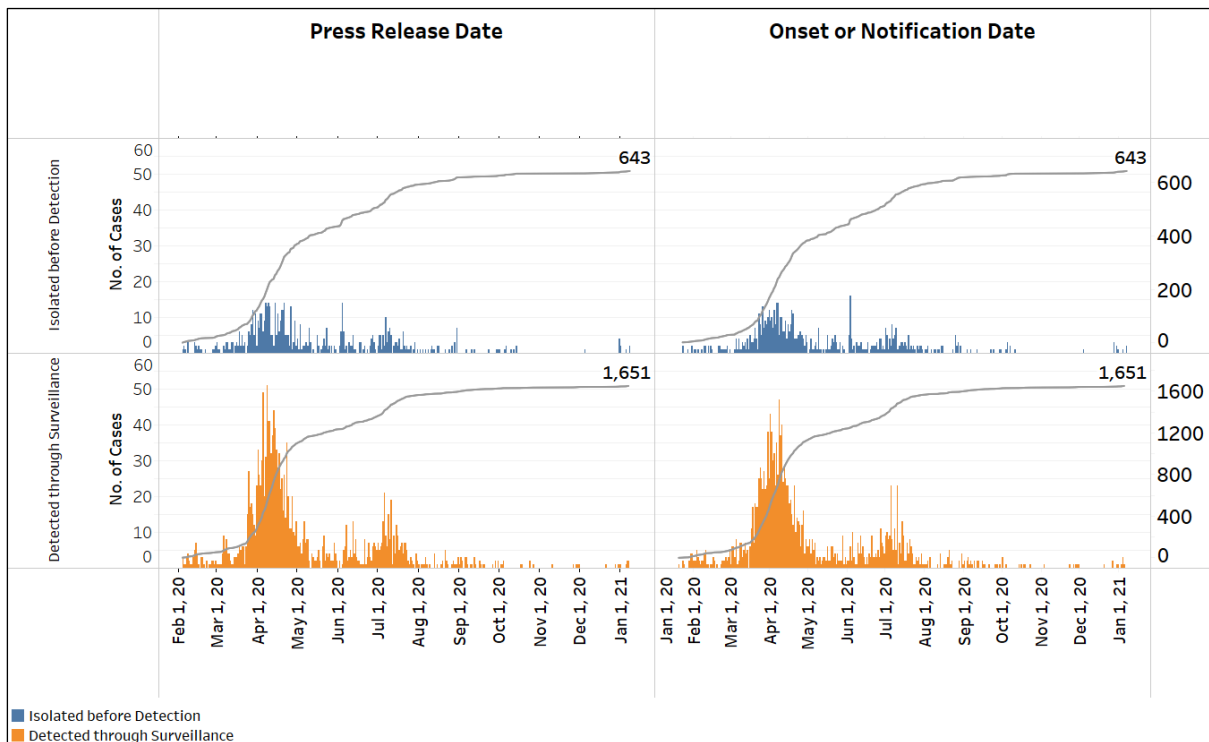 Press Release Date
Onset or Notification Date
Isolated before Detection
No. of Cases
60
50
40
30
20
10
0
643
643
600
400
200
0
Detected through Surveillance
No. of Cases
60
50
40
30
20
10
0
1,651
1,651
1600
1200
800
400
0
Feb 1, 20
Mar 1, 20
Apr 1, 20
May 1, 20
Jun 1, 20
Jul 1, 20
Aug 1, 20
Sep 1, 20
Oct 1, 20
Nov 1, 20
Dec 1, 20
Jan 1, 21
Jan 1, 20
Feb 1, 20
Mar 1, 20
Apr 1, 20
May 1, 20
Jun 1, 20
Jul 1, 20
Aug 1, 20
Sep 1, 20
Oct 1, 20
Nov 1, 20
Dec 1, 20
Jan 1, 21
Isolated before Detection
Detected through Surveillance